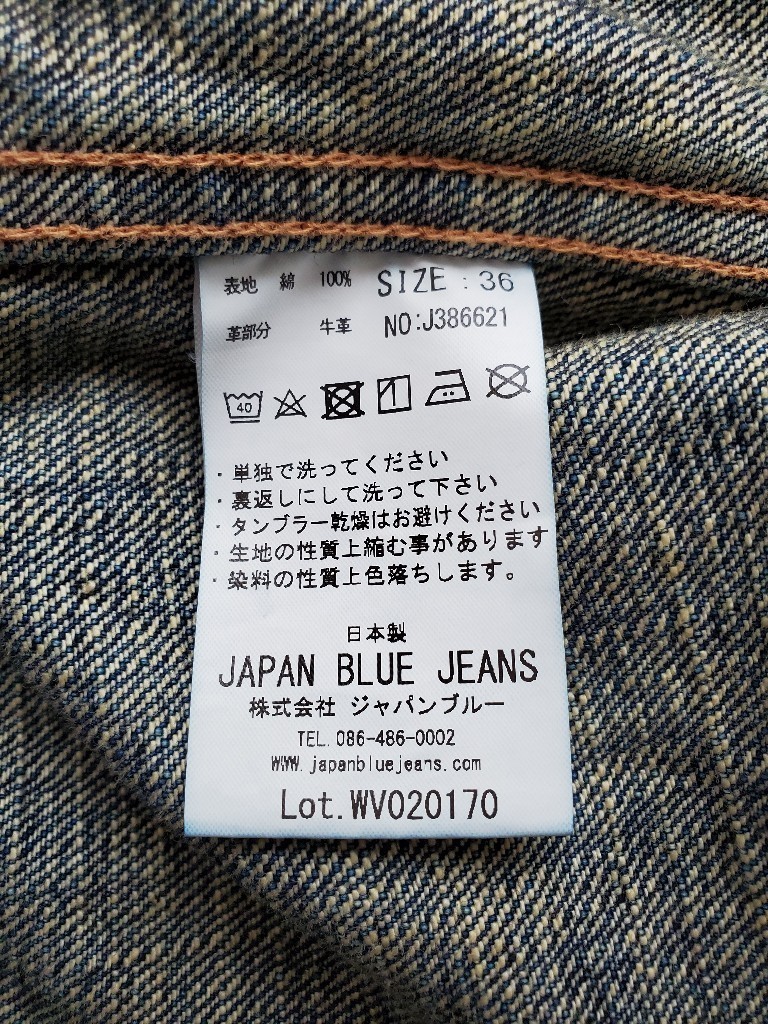 表地 綿 100% SIZE : 36
革部分 牛革 NO:J386621
40
・単独で洗ってください
・裏返しにして洗って下さい
・タンブラー乾燥はお避けください
・生地の性質上縮む事があります
・染料の性質上色落ちします。
日本製
JAPAN BLUE JEANS
株式会社 ジャパンブルー
TEL. 086-486-0002
WWW. japanbluejeans. com
Lot. WV020170